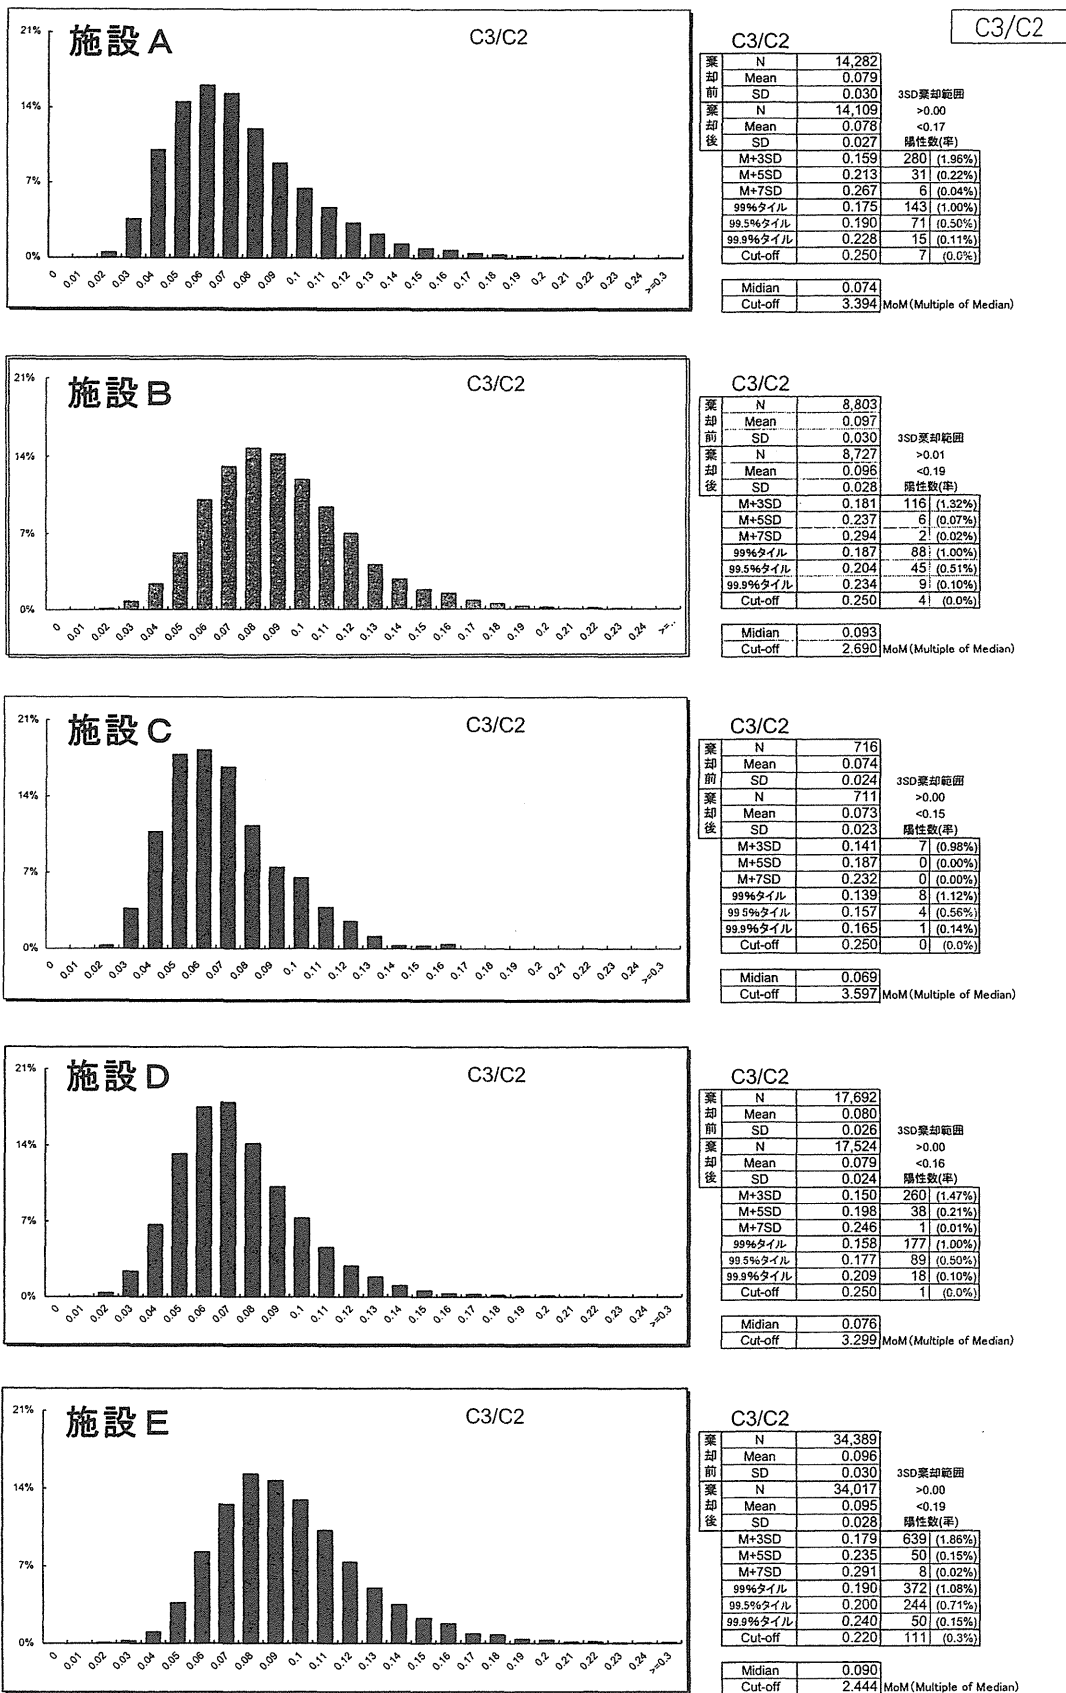 C3/C2
施設 A
C3/C2
21%
14%
7%
0%
0 0.01 0.02 0.03 0.04 0.05 0.06 0.07 0.08 0.09 0.1 0.11 0.12 0.13 0.14 0.15 0.16 0.17 0.18 0.19 0.2 0.21 0.22 0.23 0.24 >=0.3
C3/C2
棄却前 N 14,282
Mean 0.079
SD 0.030 3SD棄却範囲
棄却後 N 14,109 >0.00
Mean 0.078 <0.17
SD 0.027 陽性数(率)
M+3SD 0.159 280 (1.96%)
M+5SD 0.213 31 (0.22%)
M+7SD 0.267 6 (0.04%)
99%タイル 0.175 143 (1.00%)
99.5%タイル 0.190 71 (0.50%)
99.9%タイル 0.228 15 (0.11%)
Cut-off 0.250 7 (0.0%)
Midian 0.074
Cut-off 3.394 MoM(Multiple of Median)
施設 B
C3/C2
21%
14%
7%
0%
0 0.01 0.02 0.03 0.04 0.05 0.06 0.07 0.08 0.09 0.1 0.11 0.12 0.13 0.14 0.15 0.16 0.17 0.18 0.19 0.2 0.21 0.22 0.23 0.24 >=..
C3/C2
棄却前 N 8,803
Mean 0.097
SD 0.030 3SD棄却範囲
棄却後 N 8,727 >0.01
Mean 0.096 <0.19
SD 0.028 陽性数(率)
M+3SD 0.181 116 (1.32%)
M+5SD 0.237 6 (0.07%)
M+7SD 0.294 2 (0.02%)
99%タイル 0.187 88 (1.00%)
99.5%タイル 0.204 45 (0.51%)
99.9%タイル 0.234 9 (0.10%)
Cut-off 0.250 4 (0.0%)
Midian 0.093
Cut-off 2.690 MoM(Multiple of Median)
施設 C
C3/C2
21%
14%
7%
0%
0 0.01 0.02 0.03 0.04 0.05 0.06 0.07 0.08 0.09 0.1 0.11 0.12 0.13 0.14 0.15 0.16 0.17 0.18 0.19 0.2 0.21 0.22 0.23 0.24 >=0.3
C3/C2
棄却前 N 716
Mean 0.074
SD 0.024 3SD棄却範囲
棄却後 N 711 >0.00
Mean 0.073 <0.15
SD 0.023 陽性数(率)
M+3SD 0.141 7 (0.98%)
M+5SD 0.187 0 (0.00%)
M+7SD 0.232 0 (0.00%)
99%タイル 0.139 8 (1.12%)
99.5%タイル 0.157 4 (0.56%)
99.9%タイル 0.165 1 (0.14%)
Cut-off 0.250 0 (0.0%)
Midian 0.069
Cut-off 3.597 MoM(Multiple of Median)
施設 D
C3/C2
21%
14%
7%
0%
0 0.01 0.02 0.03 0.04 0.05 0.06 0.07 0.08 0.09 0.1 0.11 0.12 0.13 0.14 0.15 0.16 0.17 0.18 0.19 0.2 0.21 0.22 0.23 0.24 >=0.3
C3/C2
棄却前 N 17,692
Mean 0.080
SD 0.026 3SD棄却範囲
棄却後 N 17,524 >0.00
Mean 0.079 <0.16
SD 0.024 陽性数(率)
M+3SD 0.150 260 (1.47%)
M+5SD 0.198 38 (0.21%)
M+7SD 0.246 1 (0.01%)
99%タイル 0.158 177 (1.00%)
99.5%タイル 0.177 89 (0.50%)
99.9%タイル 0.209 18 (0.10%)
Cut-off 0.250 1 (0.0%)
Midian 0.076
Cut-off 3.299 MoM(Multiple of Median)
施設 E
C3/C2
21%
14%
7%
0%
0 0.01 0.02 0.03 0.04 0.05 0.06 0.07 0.08 0.09 0.1 0.11 0.12 0.13 0.14 0.15 0.16 0.17 0.18 0.19 0.2 0.21 0.22 0.23 0.24 >=0.3
C3/C2
棄却前 N 34,389
Mean 0.096
SD 0.030 3SD棄却範囲
棄却後 N 34,017 >0.00
Mean 0.095 <0.19
SD 0.028 陽性数(率)
M+3SD 0.179 639 (1.86%)
M+5SD 0.235 50 (0.15%)
M+7SD 0.291 8 (0.02%)
99%タイル 0.190 372 (1.08%)
99.5%タイル 0.200 244 (0.71%)
99.9%タイル 0.240 50 (0.15%)
Cut-off 0.220 111 (0.3%)
Midian 0.090
Cut-off 2.444 MoM(Multiple of Median)